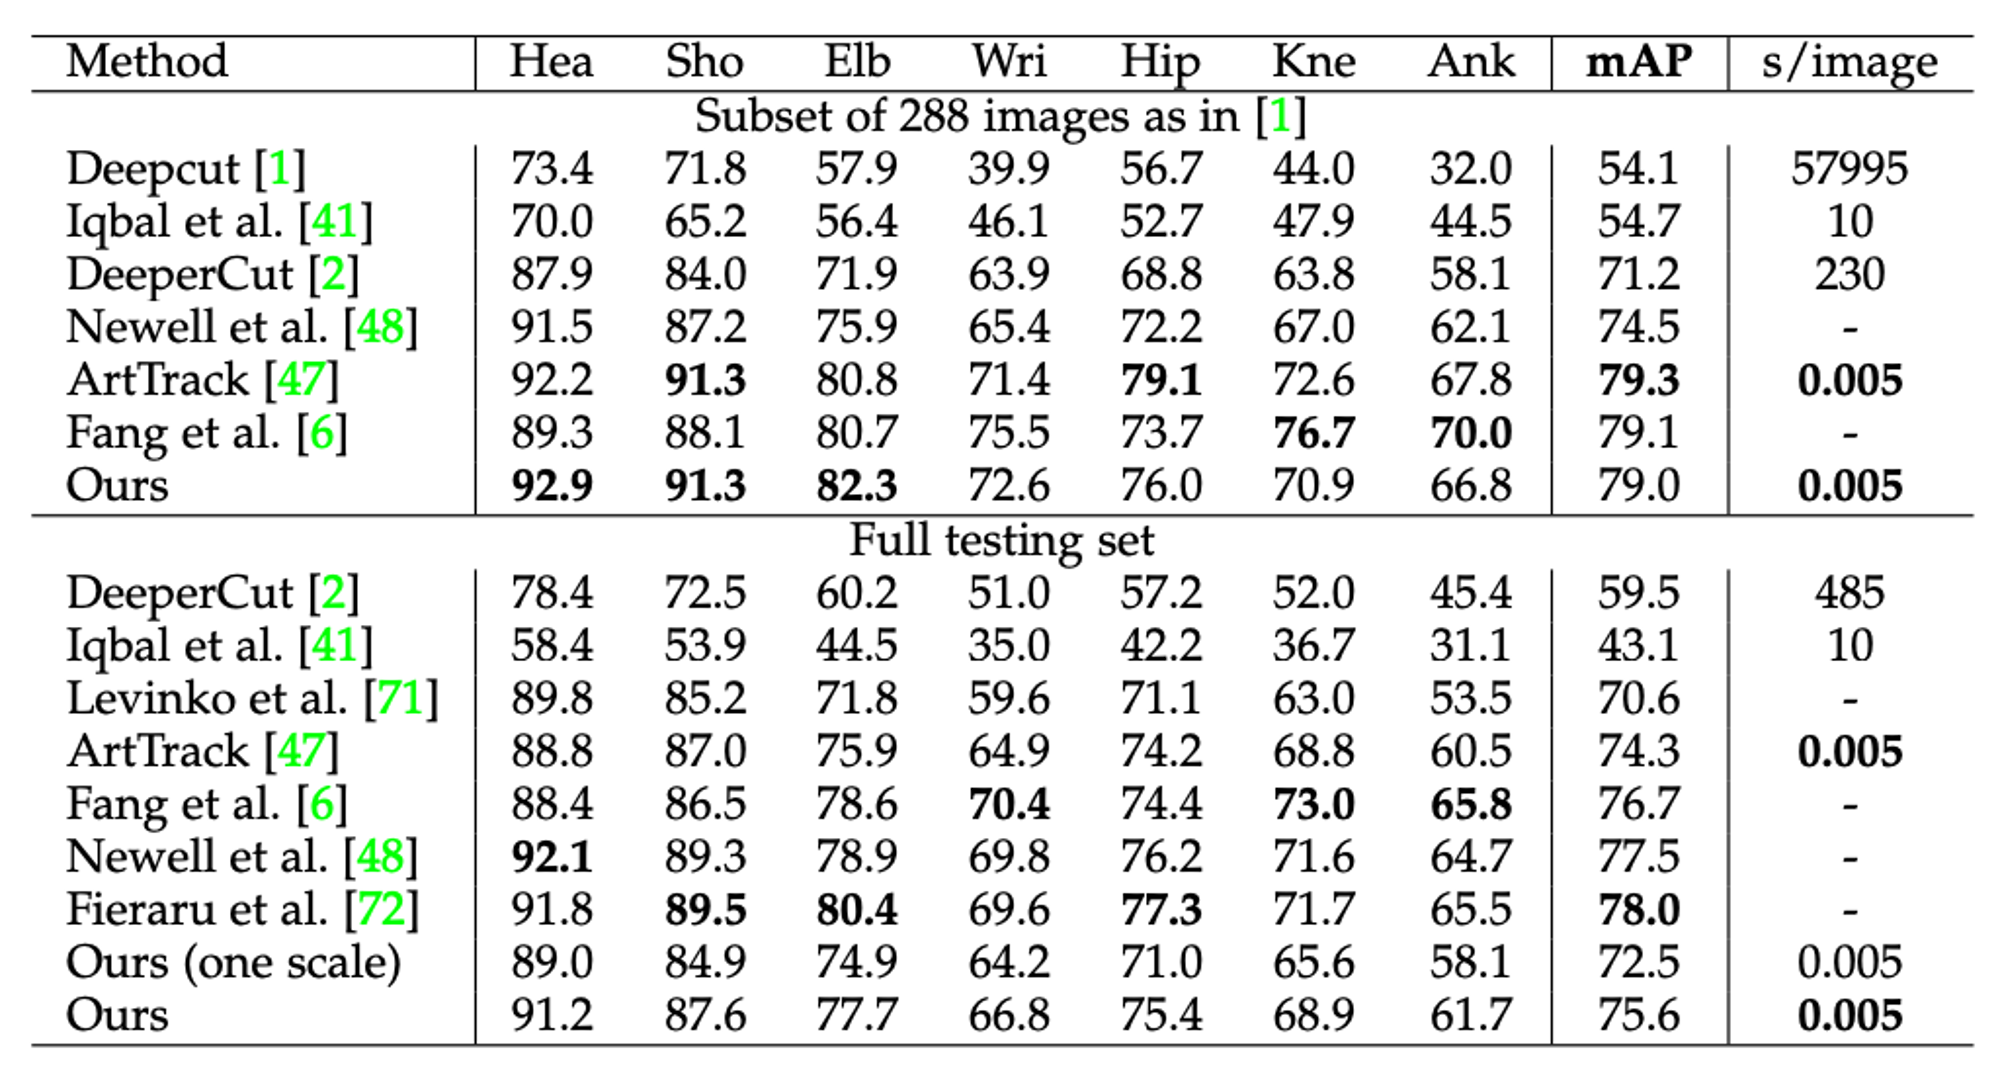 Method Hea Sho Elb Wri Hip Kne Ank mAP s/image
Subset of 288 images as in [1]
Deepcut [1] 73.4 71.8 57.9 39.9 56.7 44.0 32.0 54.1 57995
Iqbal et al. [41] 70.0 65.2 56.4 46.1 52.7 47.9 44.5 54.7 10
DeeperCut [2] 87.9 84.0 71.9 63.9 68.8 63.8 58.1 71.2 230
Newell et al. [48] 91.5 87.2 75.9 65.4 72.2 67.0 62.1 74.5 -
ArtTrack [47] 92.2 91.3 80.8 71.4 79.1 72.6 67.8 79.3 0.005
Fang et al. [6] 89.3 88.1 80.7 75.5 73.7 76.7 70.0 79.1 -
Ours 92.9 91.3 82.3 72.6 76.0 70.9 66.8 79.0 0.005
Full testing set
DeeperCut [2] 78.4 72.5 60.2 51.0 57.2 52.0 45.4 59.5 485
Iqbal et al. [41] 58.4 53.9 44.5 35.0 42.2 36.7 31.1 43.1 10
Levinko et al. [71] 89.8 85.2 71.8 59.6 71.1 63.0 53.5 70.6 -
ArtTrack [47] 88.8 87.0 75.9 64.9 74.2 68.8 60.5 74.3 0.005
Fang et al. [6] 88.4 86.5 78.6 70.4 74.4 73.0 65.8 76.7 -
Newell et al. [48] 92.1 89.3 78.9 69.8 76.2 71.6 64.7 77.5 -
Fieraru et al. [72] 91.8 89.5 80.4 69.6 77.3 71.7 65.5 78.0 -
Ours (one scale) 89.0 84.9 74.9 64.2 71.0 65.6 58.1 72.5 0.005
Ours 91.2 87.6 77.7 66.8 75.4 68.9 61.7 75.6 0.005